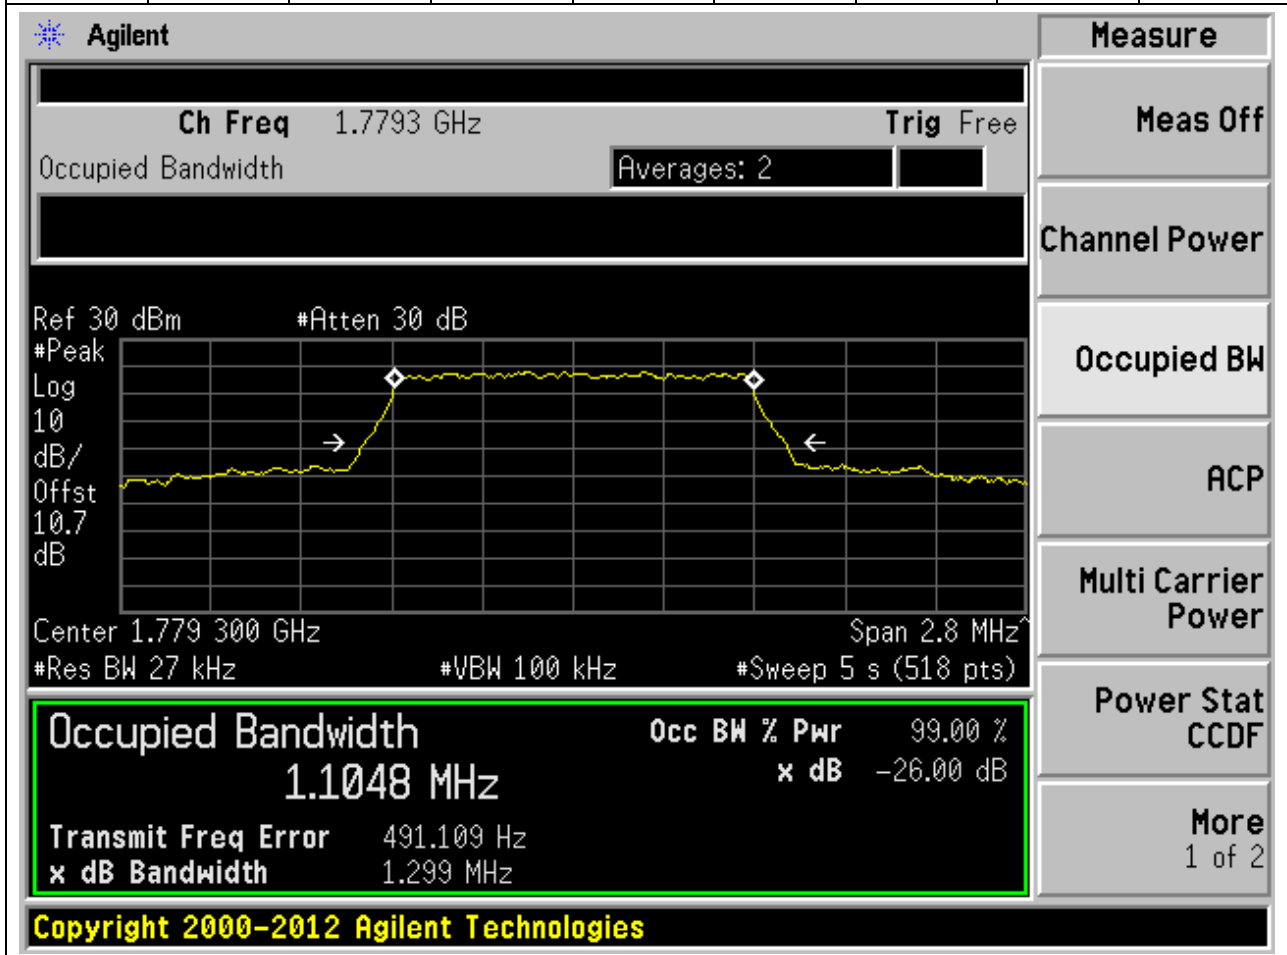 Agilent
Measure
Ch Freq 1.7793 GHz Trig Free
Meas Off
Occupied Bandwidth Averages: 2
Channel Power
Ref 30 dBm #Atten 30 dB
#Peak
Log
10
dB/
Offst
10.7
dB
Occupied BW
ACP
Center 1.779 300 GHz Span 2.8 MHz^
#Res BW 27 kHz #VBW 100 kHz #Sweep 5 s (518 pts)
Multi Carrier
Power
Occupied Bandwidth Occ BW % Pwr 99.00 %
1.1048 MHz x dB -26.00 dB
Transmit Freq Error 491.109 Hz
x dB Bandwidth 1.299 MHz
Power Stat
CCDF
More
1 of 2
Copyright 2000-2012 Agilent Technologies